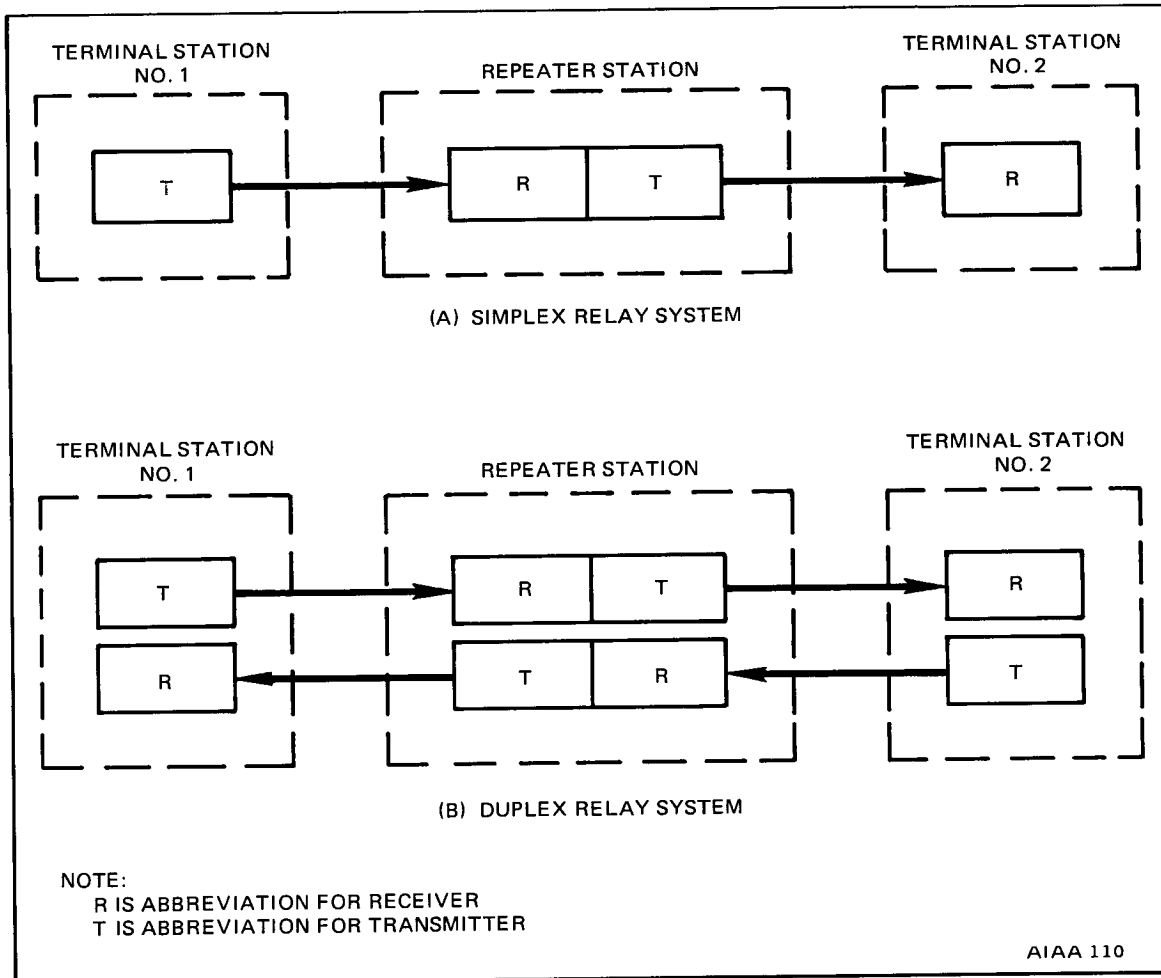 TERMINAL STATION
NO. 1
REPEATER STATION
TERMINAL STATION
NO. 2
T
R
T
R
(A) SIMPLEX RELAY SYSTEM
TERMINAL STATION
NO. 1
REPEATER STATION
TERMINAL STATION
NO. 2
T
R
T
R
R
T
R
T
(B) DUPLEX RELAY SYSTEM
NOTE:
R IS ABBREVIATION FOR RECEIVER
T IS ABBREVIATION FOR TRANSMITTER
AIAA 110